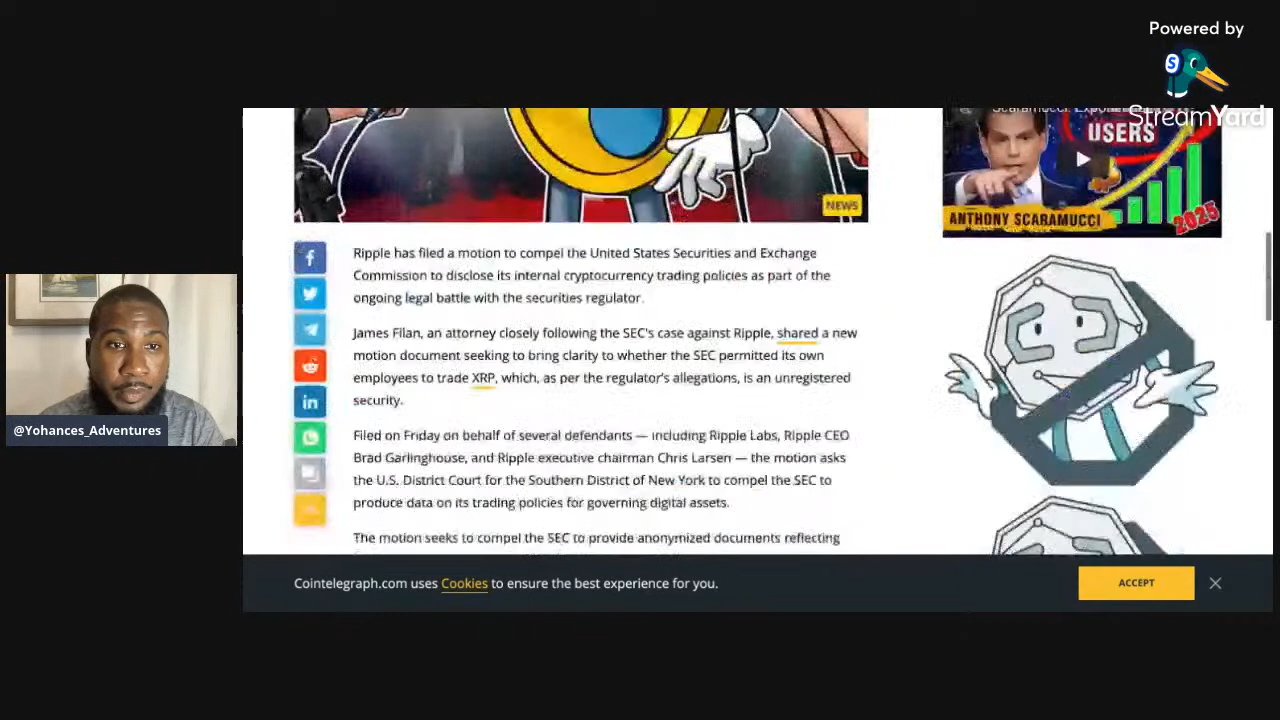 Powered by
StreamYard
USERS
ANTHONY SCARAMUCCI
2025
NEWS
Ripple has filed a motion to compel the United States Securities and Exchange
Commission to disclose its internal cryptocurrency trading policies as part of the
ongoing legal battle with the securities regulator.
James Filan, an attorney closely following the SEC's case against Ripple, shared a new
motion document seeking to bring clarity to whether the SEC permitted its own
employees to trade XRP, which, as per the regulator's allegations, is an unregistered
security.
Filed on Friday on behalf of several defendants — including Ripple Labs, Ripple CEO
Brad Garlinghouse, and Ripple executive chairman Chris Larsen — the motion asks
the U.S. District Court for the Southern District of New York to compel the SEC to
produce data on its trading policies for governing digital assets.
The motion seeks to compel the SEC to provide anonymized documents reflecting
@Yohances_Adventures
Cointelegraph.com uses Cookies to ensure the best experience for you.
ACCEPT